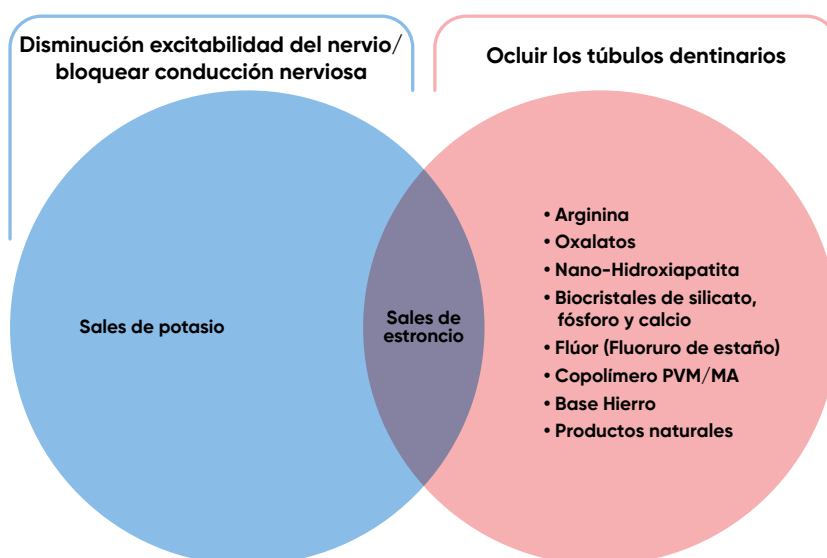 Disminución excitabilidad del nervio/
bloquear conducción nerviosa
Ocluir los túbulos dentinarios
Sales de potasio
Sales de
estroncio
• Arginina
• Oxalatos
• Nano-Hidroxiapatita
• Biocristales de silicato,
fósforo y calcio
• Flúor (Fluoruro de estaño)
• Copolímero PVM/MA
• Base Hierro
• Productos naturales